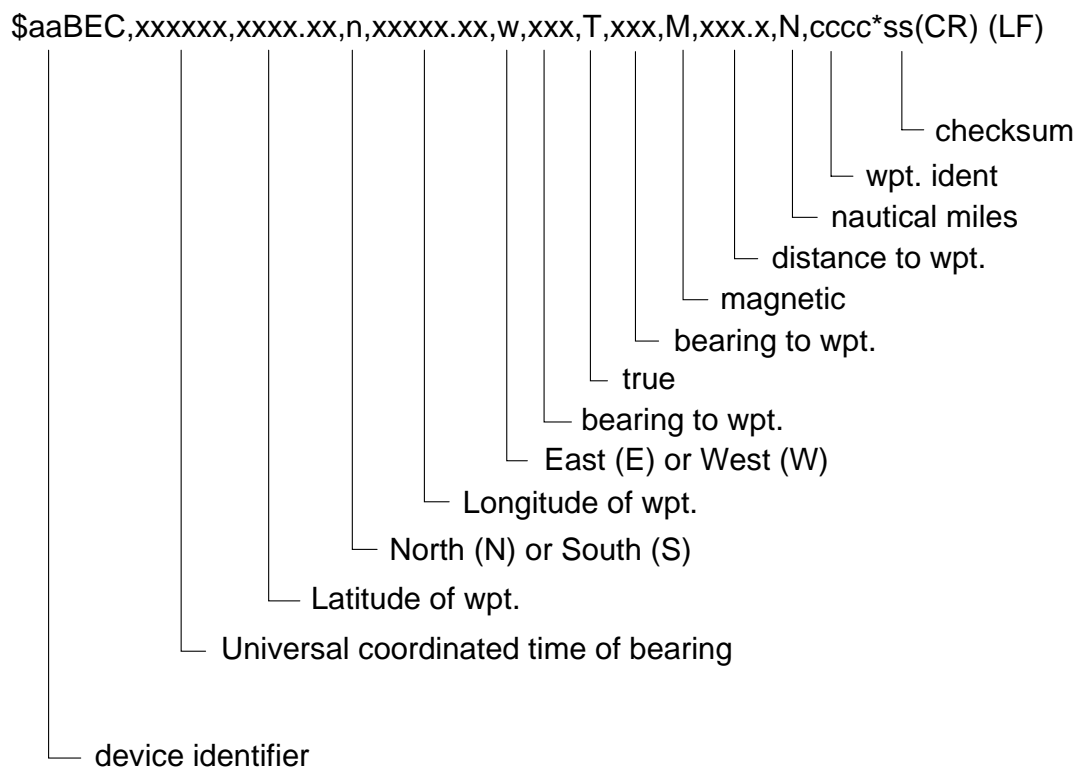 $aaBEC,xxxxxx,xxxx.xx,n,xxxxx.xx,w,xxx,T,xxx,M,xxx.x,N,cccc*ss(CR) (LF)
checksum
wpt. ident
nautical miles
distance to wpt.
magnetic
bearing to wpt.
true
bearing to wpt.
East (E) or West (W)
Longitude of wpt.
North (N) or South (S)
Latitude of wpt.
Universal coordinated time of bearing
device identifier